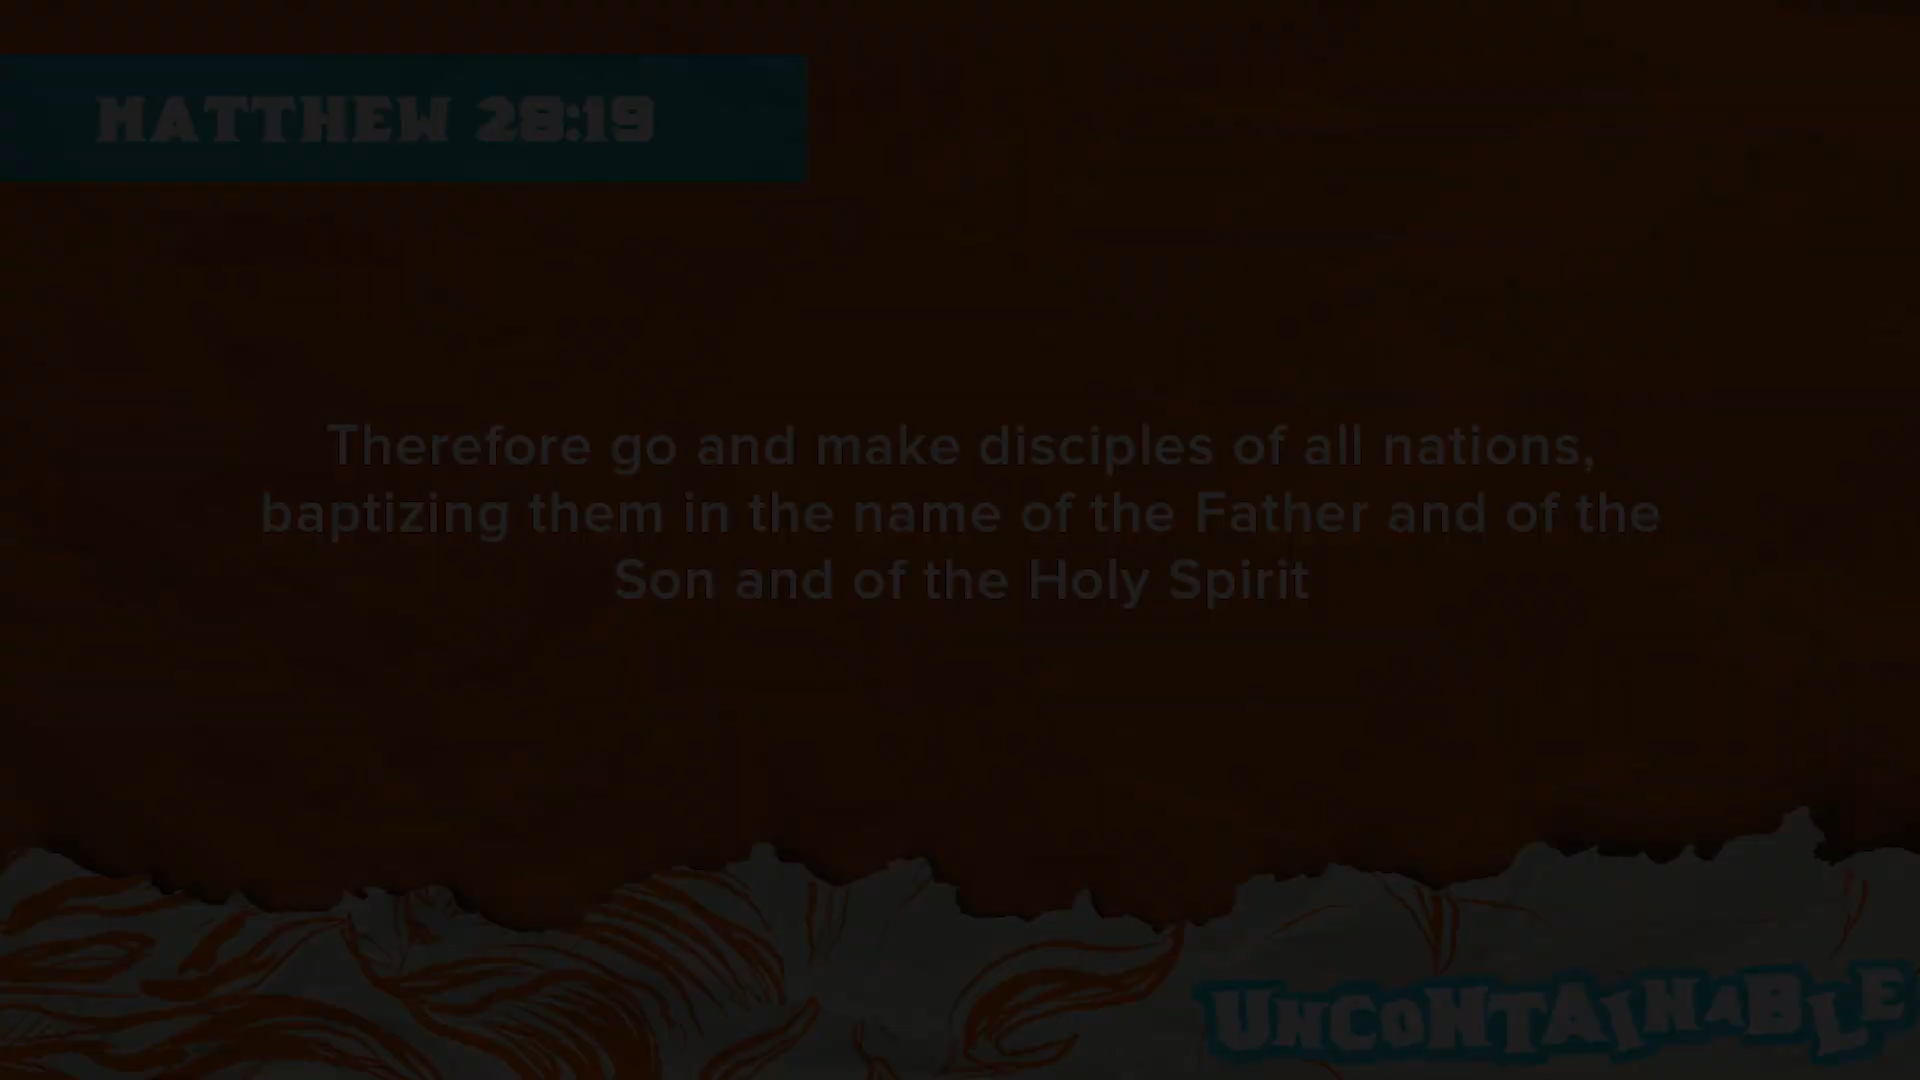 MATTHEW 28:19
Therefore go and make disciples of all nations,
baptizing them in the name of the Father and of the
Son and of the Holy Spirit
UNCONTAINABLE